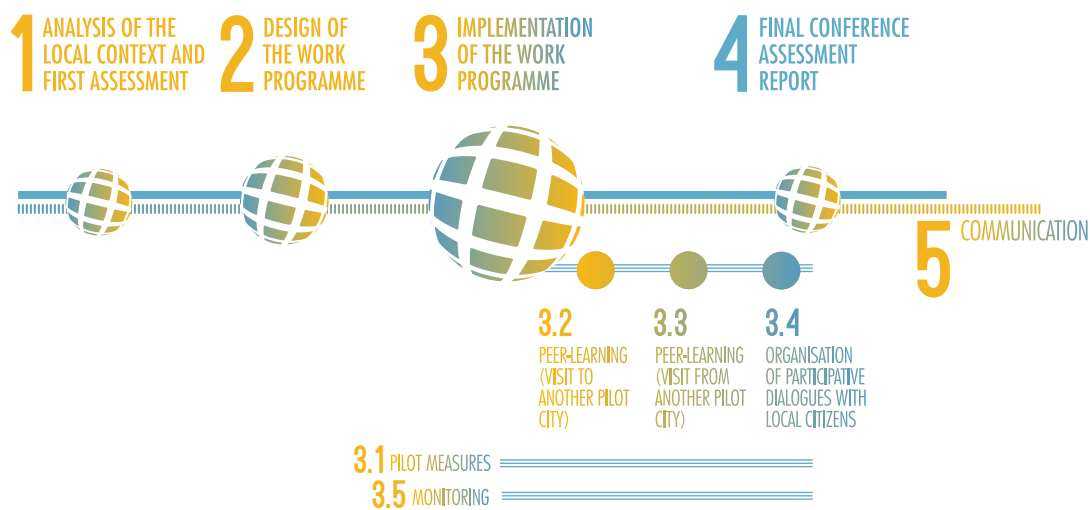 1 ANALYSIS OF THE
LOCAL CONTEXT AND
FIRST ASSESSMENT
2 DESIGN OF
THE WORK
PROGRAMME
3 IMPLEMENTATION
OF THE WORK
PROGRAMME
4 FINAL CONFERENCE
ASSESSMENT
REPORT
5 COMMUNICATION
3.2
PEER-LEARNING
(VISIT TO
ANOTHER PILOT
CITY)
3.3
PEER-LEARNING
(VISIT FROM
ANOTHER PILOT
CITY)
3.4
ORGANISATION
OF PARTICIPATIVE
DIALOGUES WITH
LOCAL CITIZENS
3.1 PILOT MEASURES
3.5 MONITORING